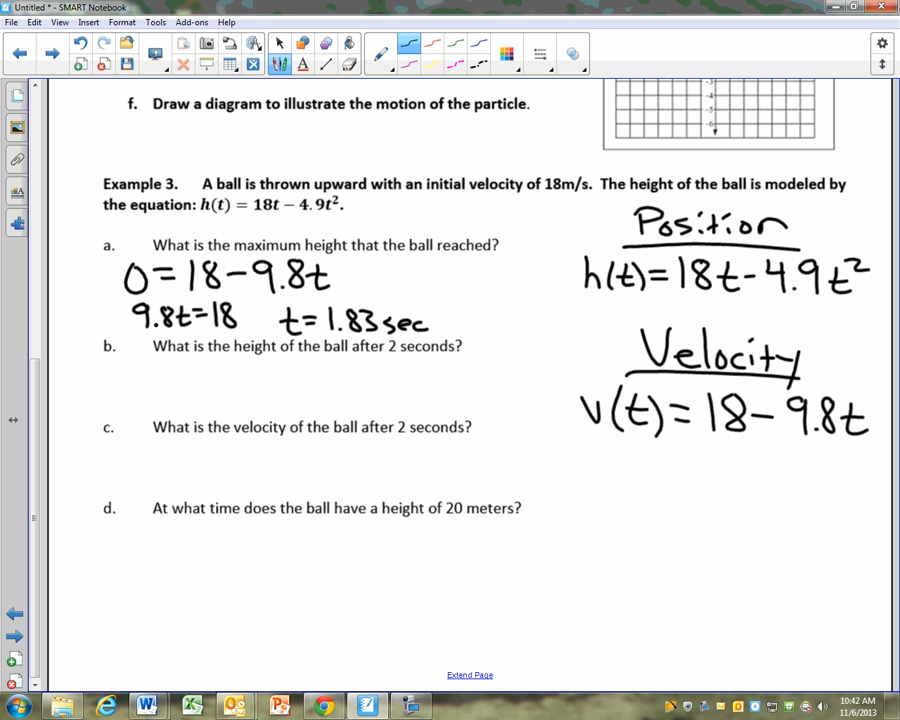 Untitled * - SMART Notebook
File Edit View Insert Format Tools Add-ons Help
f. Draw a diagram to illustrate the motion of the particle.
Example 3. A ball is thrown upward with an initial velocity of 18m/s. The height of the ball is modeled by
the equation: h(t) = 18t − 4.9t².
a. What is the maximum height that the ball reached?
0=18-9.8t
9.8t=18 t=1.83sec
b. What is the height of the ball after 2 seconds?
c. What is the velocity of the ball after 2 seconds?
d. At what time does the ball have a height of 20 meters?
Position
h(t)=18t-4.9t²
Velocity
v(t)=18-9.8t
Extend Page
10:42 AM
11/6/2013